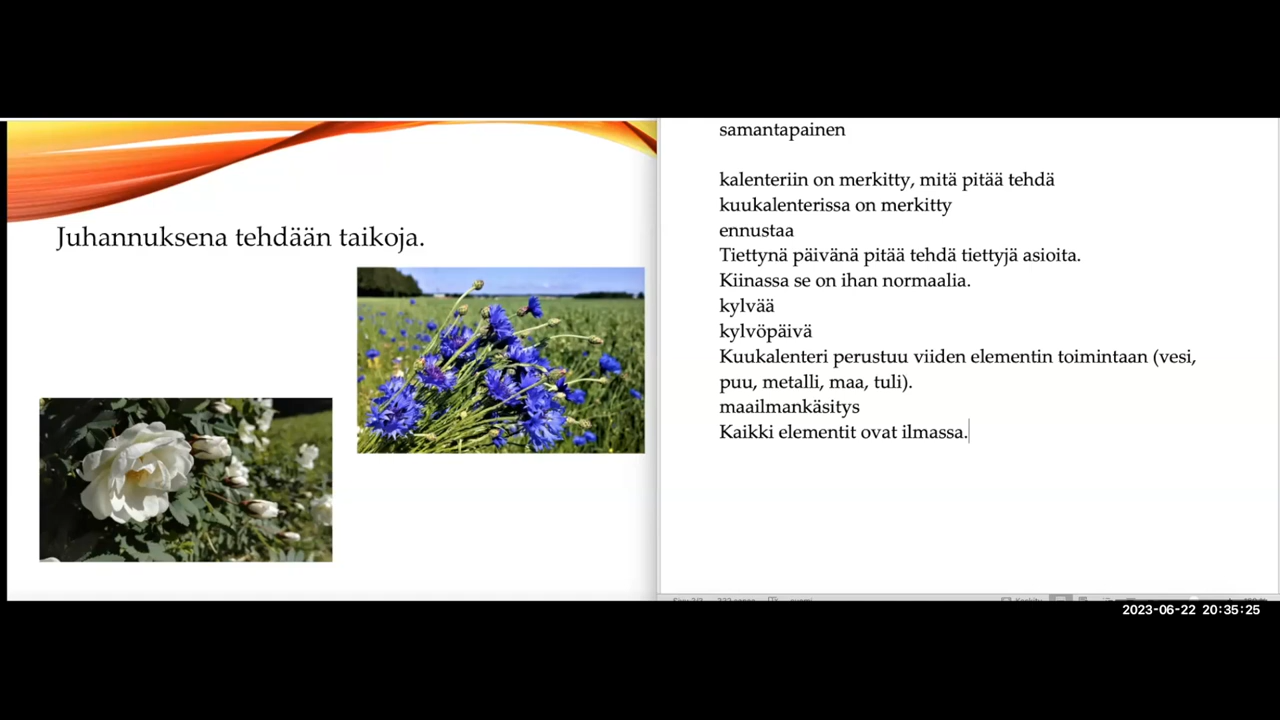 Juhannuksena tehdään taikoja.
samantapainen
kalenteriin on merkitty, mitä pitää tehdä
kuukalenterissa on merkitty
ennustaa
Tiettynä päivänä pitää tehdä tiettyjä asioita.
Kiinassa se on ihan normaalia.
kylvää
kylvöpäivä
Kuukalenteri perustuu viiden elementin toimintaan (vesi,
puu, metalli, maa, tuli).
maailmankäsitys
Kaikki elementit ovat ilmassa.
2023-06-22 20:35:25